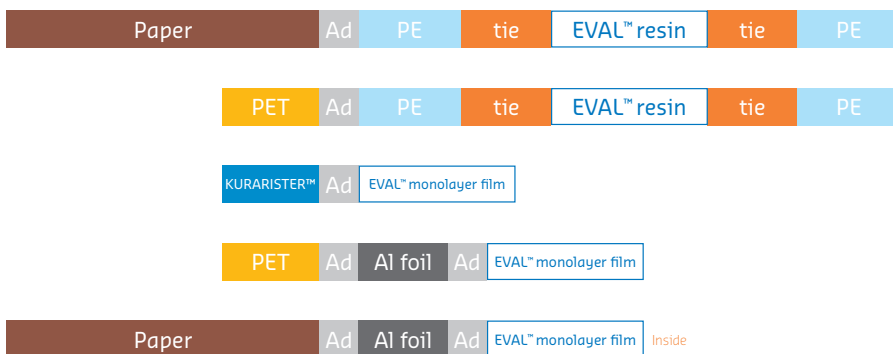 Paper Ad PE tie EVAL™ resin tie PE
PET Ad PE tie EVAL™ resin tie PE
KURARISTER™ Ad EVAL™ monolayer film
PET Ad Al foil Ad EVAL™ monolayer film
Paper Ad Al foil Ad EVAL™ monolayer film Inside